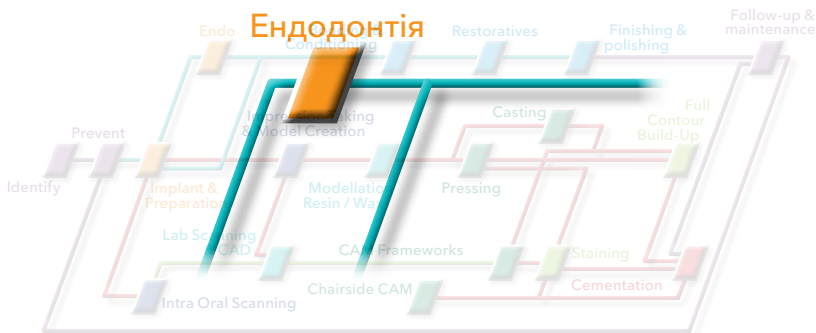 Ендодонтія
Endo
Conditioning
Restoratives
Finishing &
polishing
Follow-up &
maintenance
Prevent
Impression Taking
& Model Creation
Casting
Full
Contour
Build-Up
Identify
Implant &
Preparation
Modellation
Resin / Wax
Pressing
Lab Scanning
CAD
CAM Frameworks
Staining
Intra Oral Scanning
Chairside CAM
Cementation